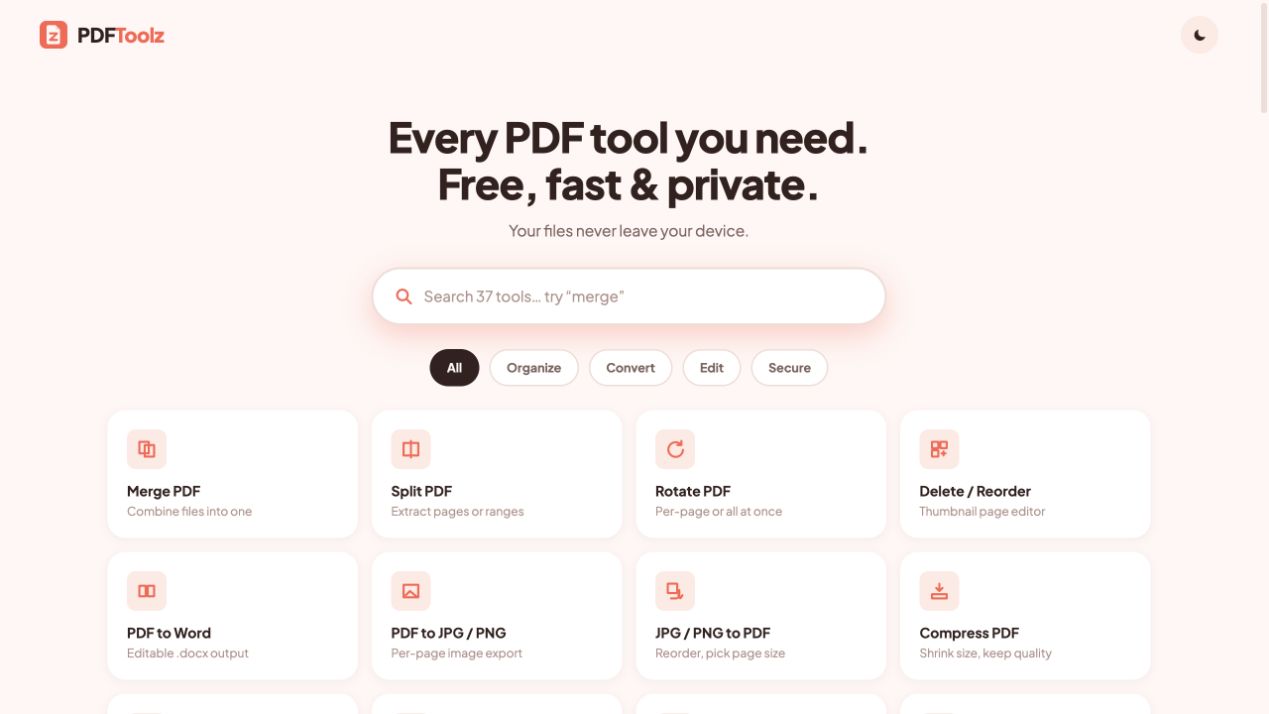 PDFToolz
Every PDF tool you need.
Free, fast & private.
Your files never leave your device.
Search 37 tools... try “merge”
All
Organize
Convert
Edit
Secure
Merge PDF
Combine files into one
Split PDF
Extract pages or ranges
Rotate PDF
Per-page or all at once
Delete / Reorder
Thumbnail page editor
PDF to Word
Editable .docx output
PDF to JPG / PNG
Per-page image export
JPG / PNG to PDF
Reorder, pick page size
Compress PDF
Shrink size, keep quality